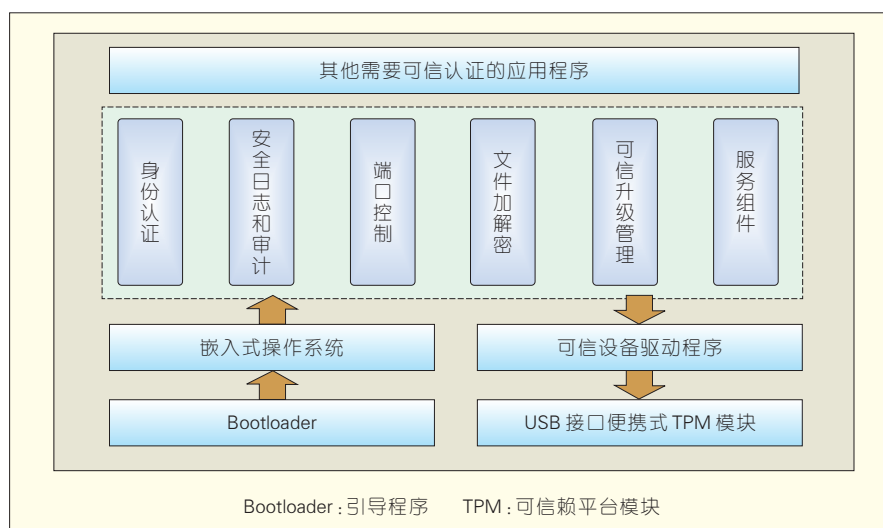 其他需要可信认证的应用程序
身份认证
安全日志和审计
端口控制
文件加解密
可信升级管理
服务组件
嵌入式操作系统
可信设备驱动程序
Bootloader
USB 接口便携式 TPM 模块
Bootloader:引导程序 TPM:可信赖平台模块